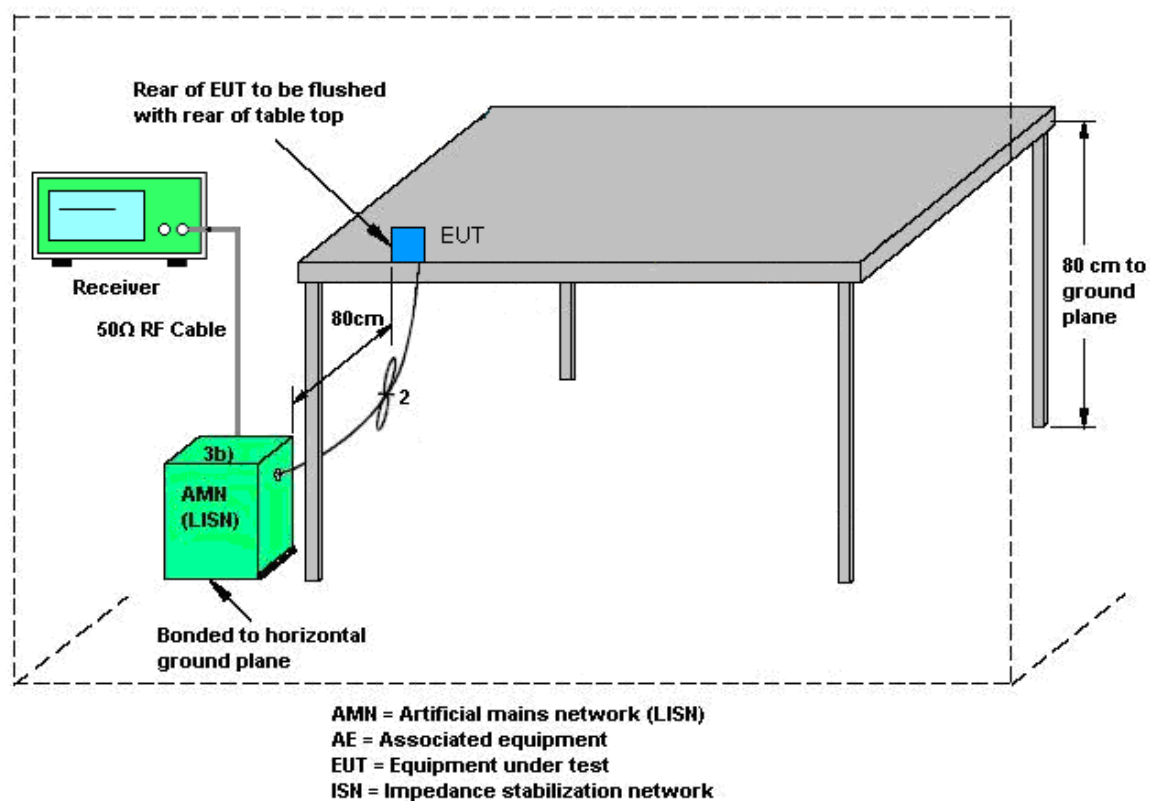 Rear of EUT to be flushed
with rear of table top
EUT
Receiver
50Ω RF Cable
80cm
80 cm to
ground
plane
2
3b)
AMN
(LISN)
Bonded to horizontal
ground plane
AMN = Artificial mains network (LISN)
AE = Associated equipment
EUT = Equipment under test
ISN = Impedance stabilization network